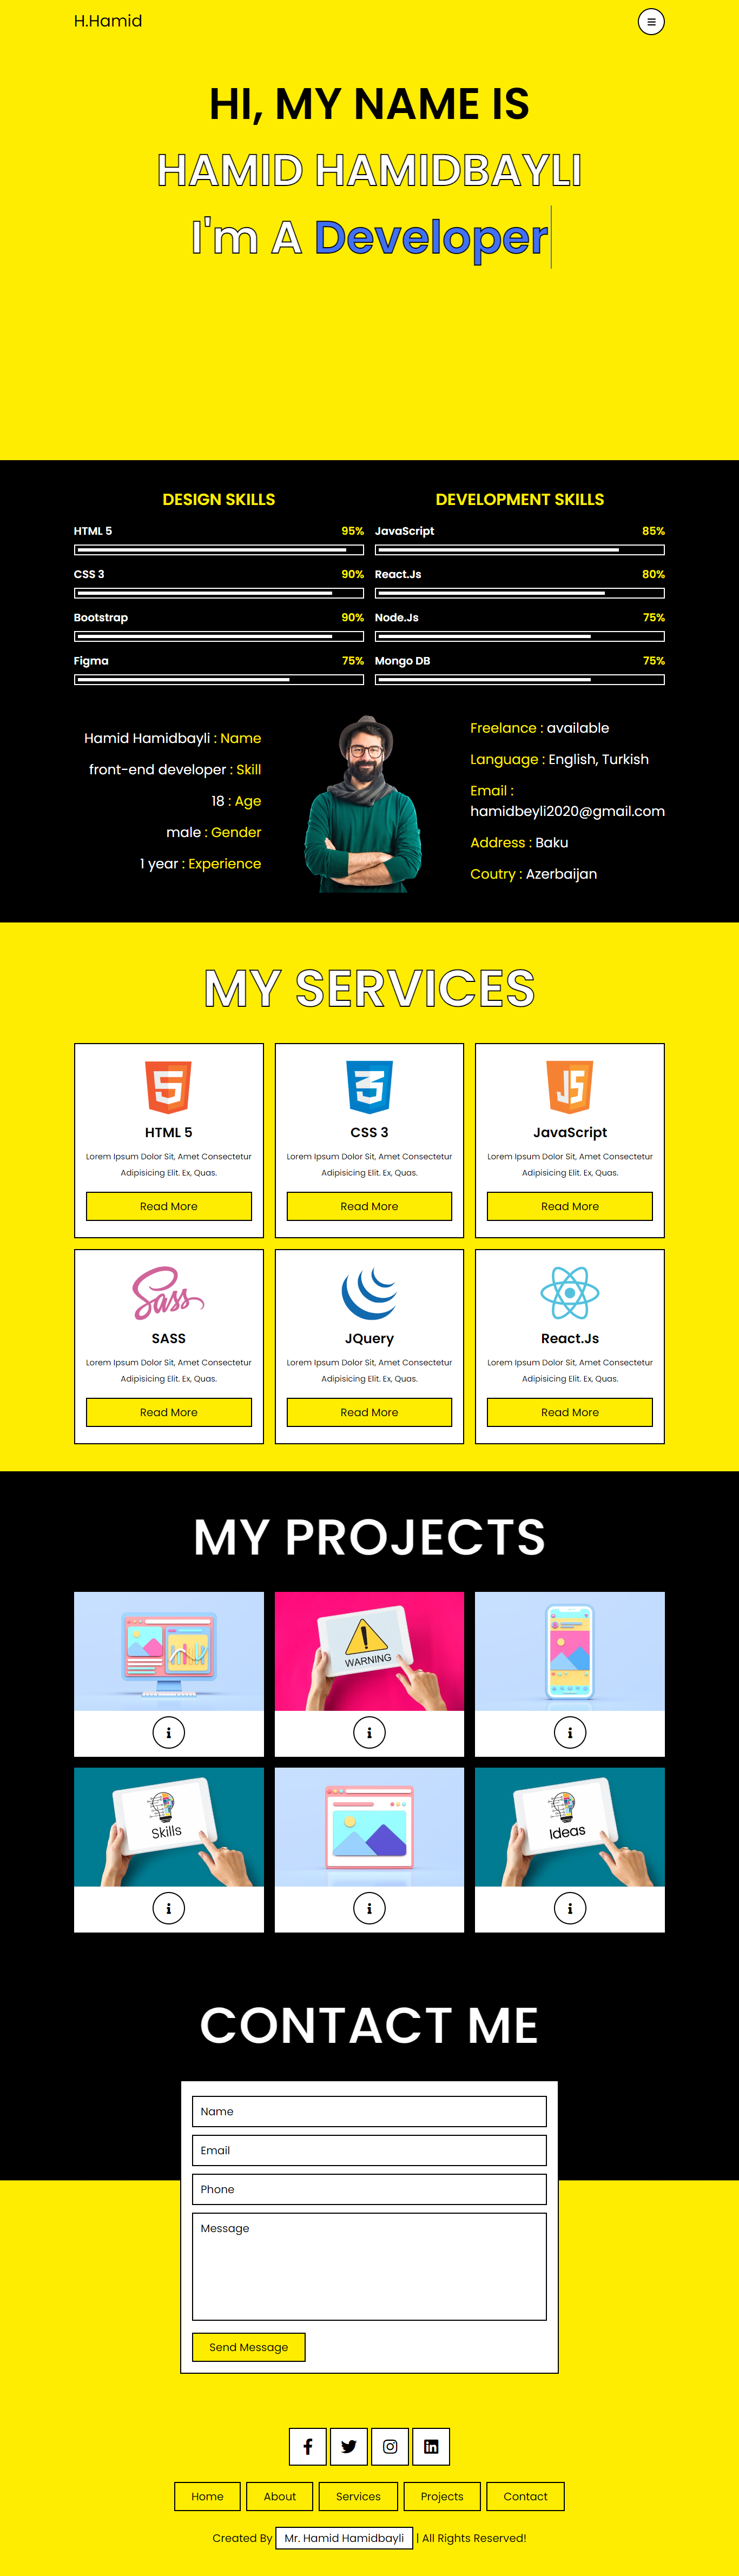 H.Hamid
HI, MY NAME IS
HAMID HAMIDBAYLI
I'm A Developer
DESIGN SKILLS
HTML 5 95%
CSS 3 90%
Bootstrap 90%
Figma 75%
DEVELOPMENT SKILLS
JavaScript 85%
React.Js 80%
Node.Js 75%
Mongo DB 75%
Hamid Hamidbayli : Name
front-end developer : Skill
18 : Age
male : Gender
1 year : Experience
Freelance : available
Language : English, Turkish
Email :
hamidbeyli2020@gmail.com
Address : Baku
Coutry : Azerbaijan
MY SERVICES
HTML 5
Lorem Ipsum Dolor Sit, Amet Consectetur
Adipisicing Elit. Ex, Quas.
Read More
CSS 3
Lorem Ipsum Dolor Sit, Amet Consectetur
Adipisicing Elit. Ex, Quas.
Read More
JS
JavaScript
Lorem Ipsum Dolor Sit, Amet Consectetur
Adipisicing Elit. Ex, Quas.
Read More
Sass
SASS
Lorem Ipsum Dolor Sit, Amet Consectetur
Adipisicing Elit. Ex, Quas.
Read More
JQuery
Lorem Ipsum Dolor Sit, Amet Consectetur
Adipisicing Elit. Ex, Quas.
Read More
React.Js
Lorem Ipsum Dolor Sit, Amet Consectetur
Adipisicing Elit. Ex, Quas.
Read More
MY PROJECTS
WARNING
Skills
Ideas
CONTACT ME
Name
Email
Phone
Message
Send Message
Home
About
Services
Projects
Contact
Created By Mr. Hamid Hamidbayli | All Rights Reserved!